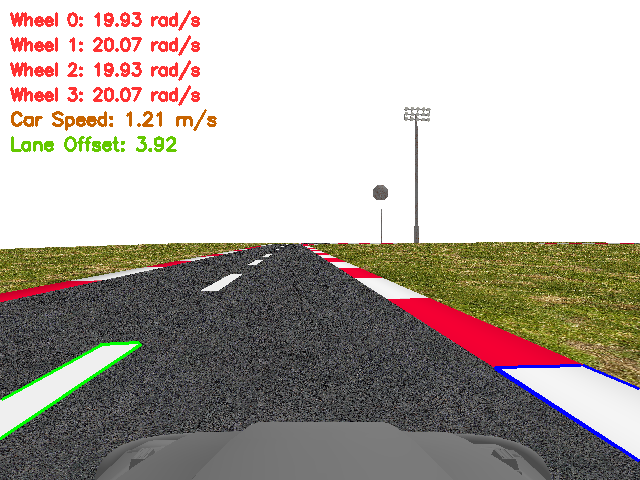 Wheel 0: 19.93 rad/s
Wheel 1: 20.07 rad/s
Wheel 2: 19.93 rad/s
Wheel 3: 20.07 rad/s
Car Speed: 1.21 m/s
Lane Offset: 3.92